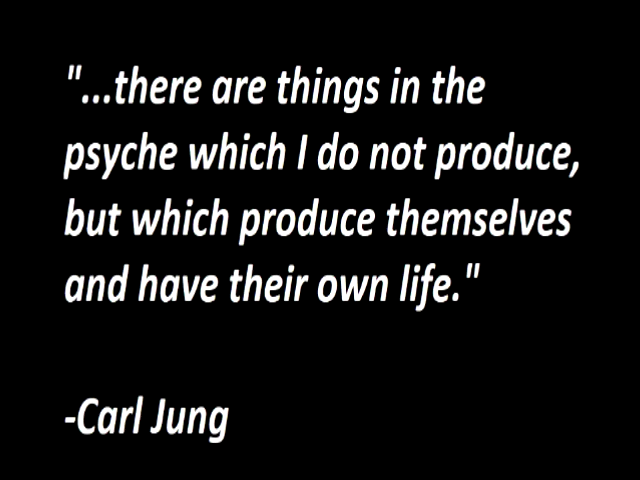 "...there are things in the
psyche which I do not produce,
but which produce themselves
and have their own life."
-Carl Jung